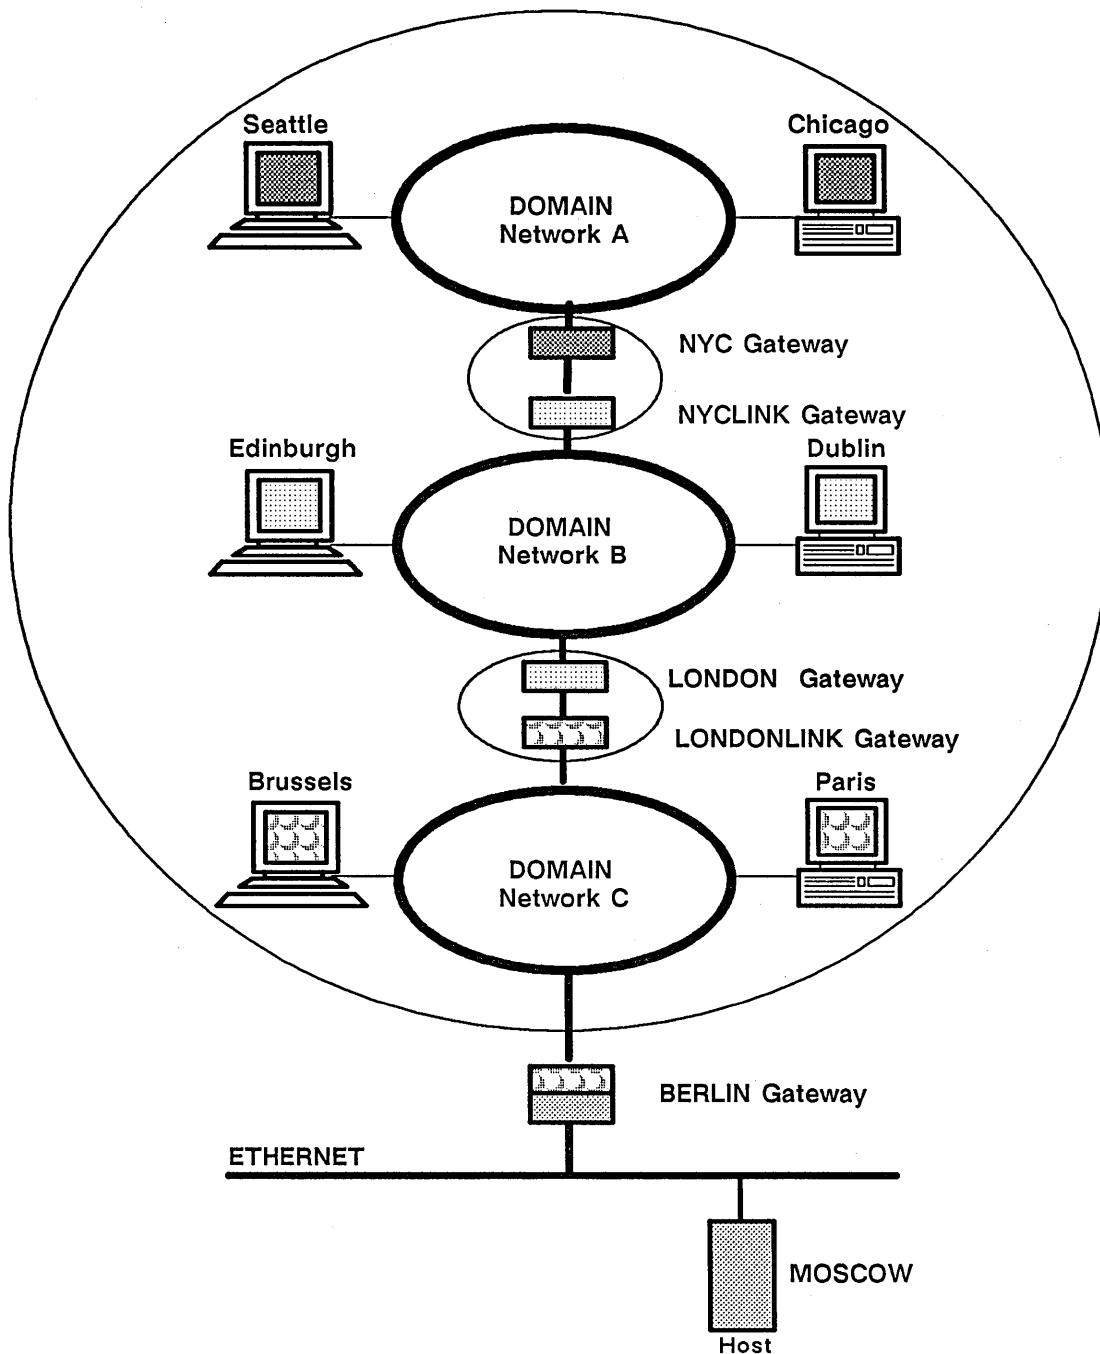 Seattle
Chicago
DOMAIN
Network A
NYC Gateway
NYCLINK Gateway
Edinburgh
Dublin
DOMAIN
Network B
LONDON Gateway
LONDONLINK Gateway
Brussels
Paris
DOMAIN
Network C
BERLIN Gateway
ETHERNET
MOSCOW
Host